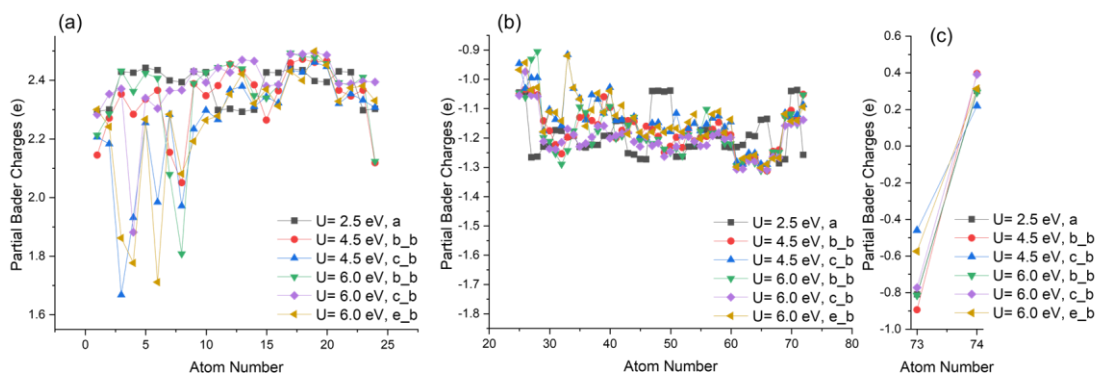 (a)
Partial Bader Charges (e)
2.4
2.2
2.0
1.8
1.6
0
5
10
15
20
25
Atom Number
U= 2.5 eV, a
U= 4.5 eV, b_b
U= 4.5 eV, c_b
U= 6.0 eV, b_b
U= 6.0 eV, c_b
U= 6.0 eV, e_b
(b)
Partial Bader Charges (e)
-0.9
-1.0
-1.1
-1.2
-1.3
-1.4
-1.5
-1.6
-1.7
-1.8
20
30
40
50
60
70
80
Atom Number
U= 2.5 eV, a
U= 4.5 eV, b_b
U= 4.5 eV, c_b
U= 6.0 eV, b_b
U= 6.0 eV, c_b
U= 6.0 eV, e_b
(c)
Partial Bader Charges (e)
0.6
0.4
0.2
0.0
-0.2
-0.4
-0.6
-0.8
-1.0
73
74
Atom Number
U= 2.5 eV, a
U= 4.5 eV, b_b
U= 4.5 eV, c_b
U= 6.0 eV, b_b
U= 6.0 eV, c_b
U= 6.0 eV, e_b